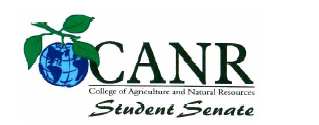 CANR
College of Agriculture and Natural Resources
Student Senate